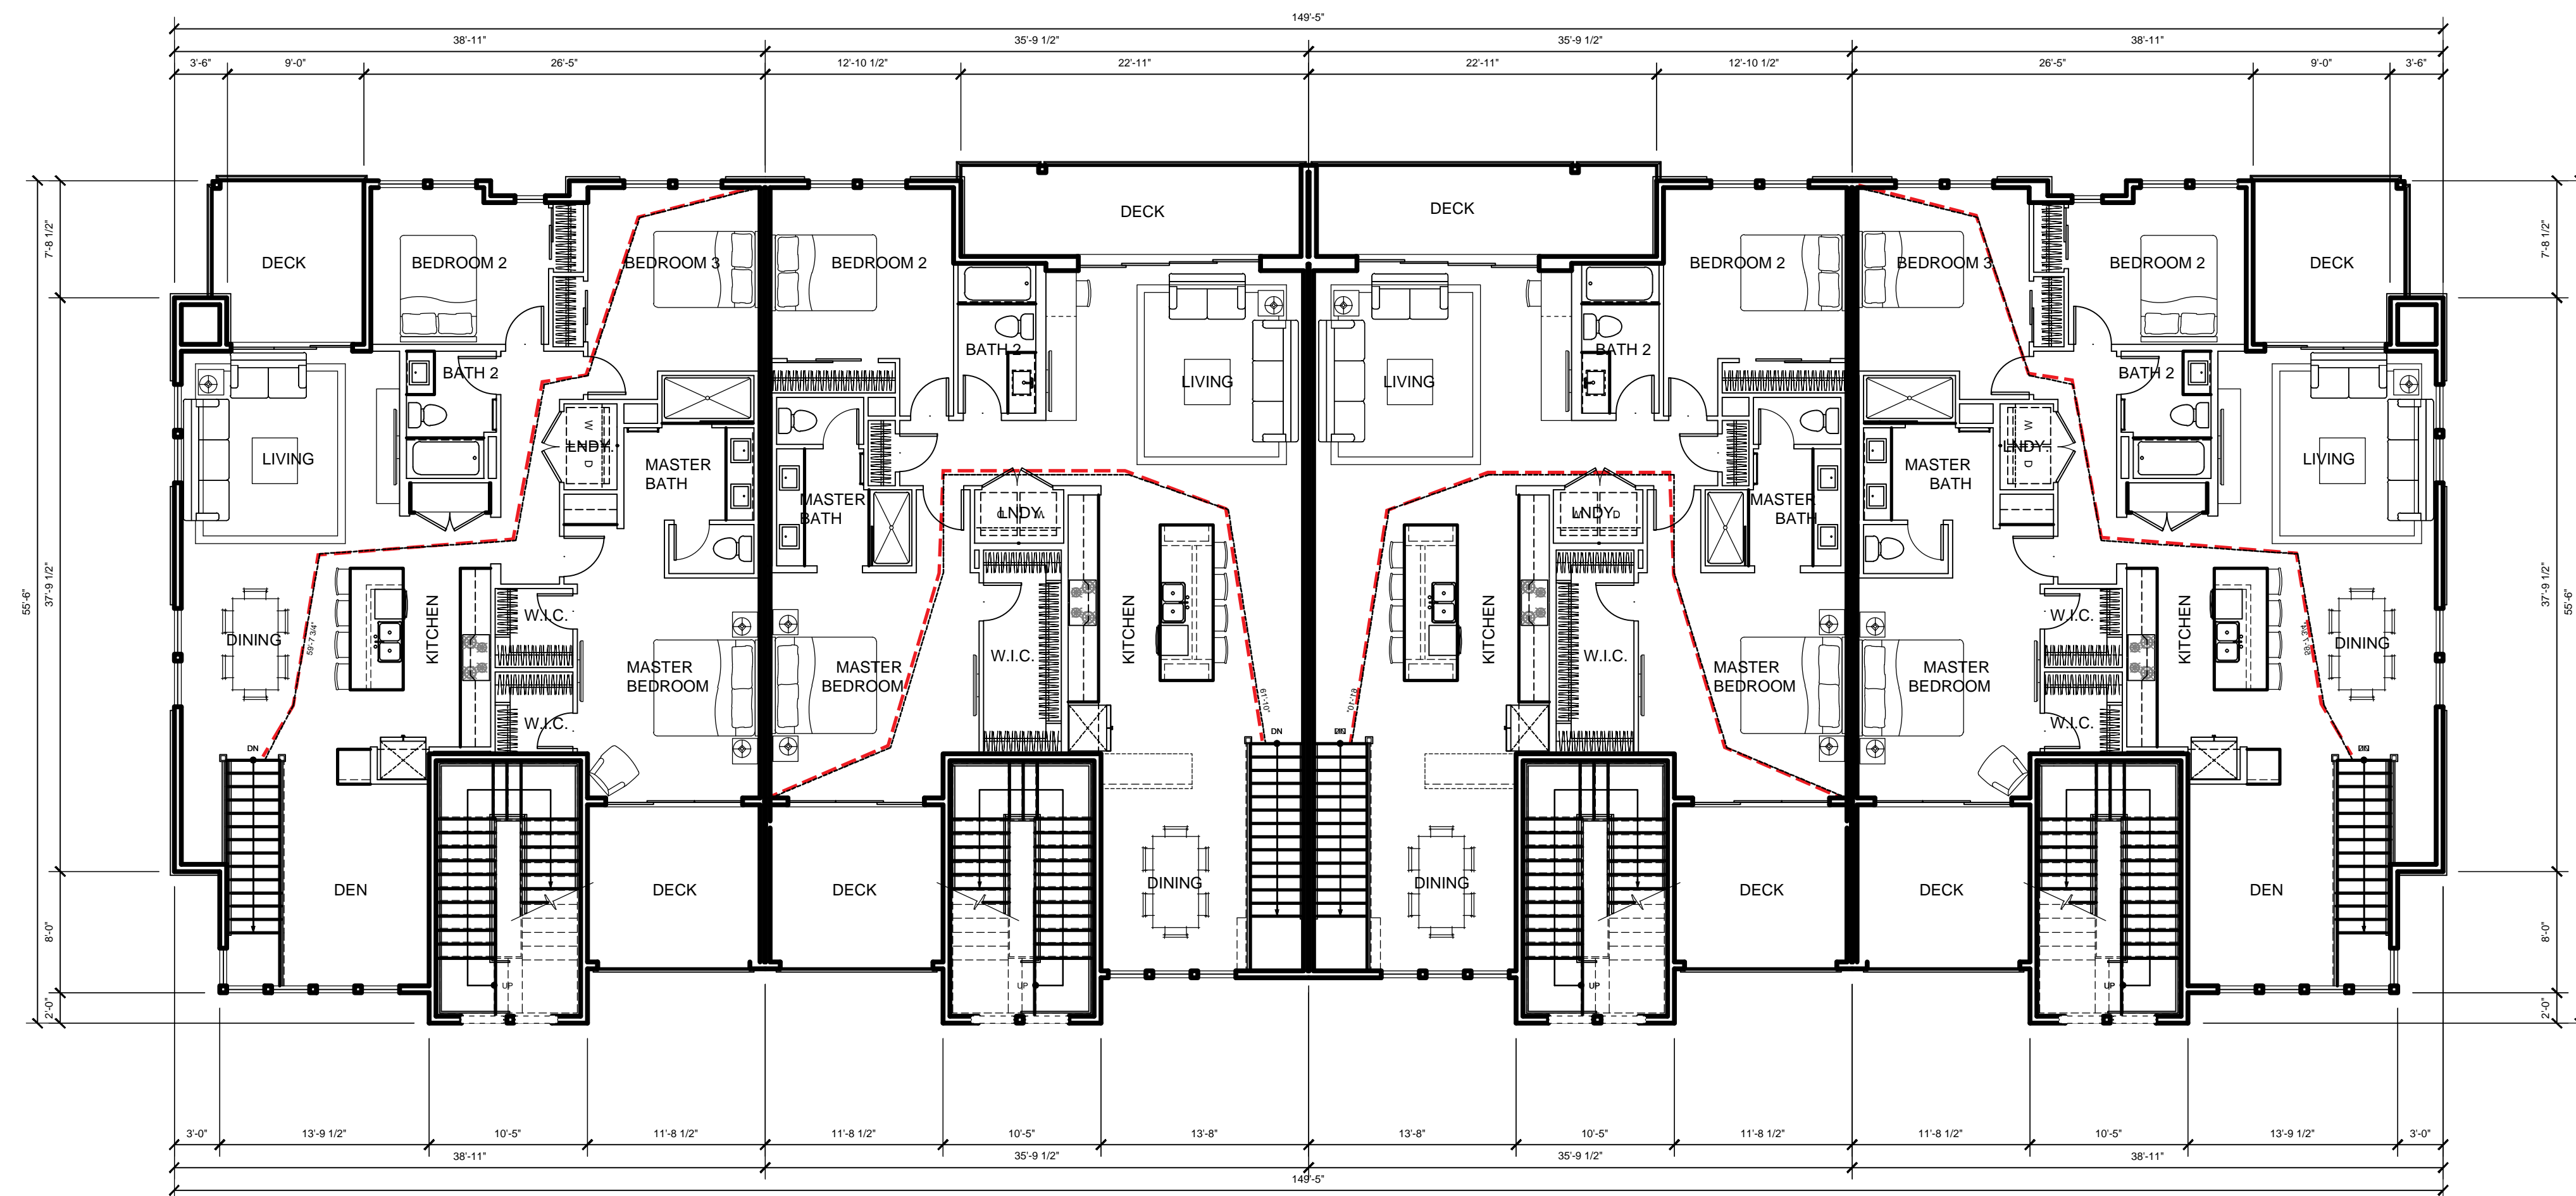 149'-5"
38'-11"
35'-9 1/2"
35'-9 1/2"
38'-11"
3'-6"
9'-0"
26'-5"
12'-10 1/2"
22'-11"
22'-11"
12'-10 1/2"
26'-5"
9'-0"
3'-6"
7'-8 1/2"
37'-9 1/2"
55'-6"
8'-0"
2'-0"
DECK
BEDROOM 2
BEDROOM 3
BEDROOM 2
DECK
DECK
BEDROOM 2
BEDROOM 3
BEDROOM 2
DECK
BATH 2
BATH 2
BATH 2
BATH 2
LIVING
LIVING
LIVING
LIVING
W
LNDY.
D
MASTER
BATH
MASTER
BATH
LNDY.
LNDY.
D
MASTER
BATH
MASTER
BATH
W
LNDY.
D
DINING
59'-7 3/4"
KITCHEN
W.I.C.
W.I.C.
MASTER
BEDROOM
MASTER
BEDROOM
W.I.C.
KITCHEN
KITCHEN
W.I.C.
MASTER
BEDROOM
MASTER
BEDROOM
W.I.C.
W.I.C.
KITCHEN
DINING
DN
DN
DEN
DECK
DECK
DINING
DINING
DECK
DECK
DEN
UP
UP
UP
UP
7'-8 1/2"
37'-9 1/2"
55'-6"
8'-0"
2'-0"
3'-0"
13'-9 1/2"
10'-5"
11'-8 1/2"
11'-8 1/2"
10'-5"
13'-8"
13'-8"
10'-5"
11'-8 1/2"
11'-8 1/2"
10'-5"
13'-9 1/2"
3'-0"
38'-11"
35'-9 1/2"
35'-9 1/2"
38'-11"
149'-5"